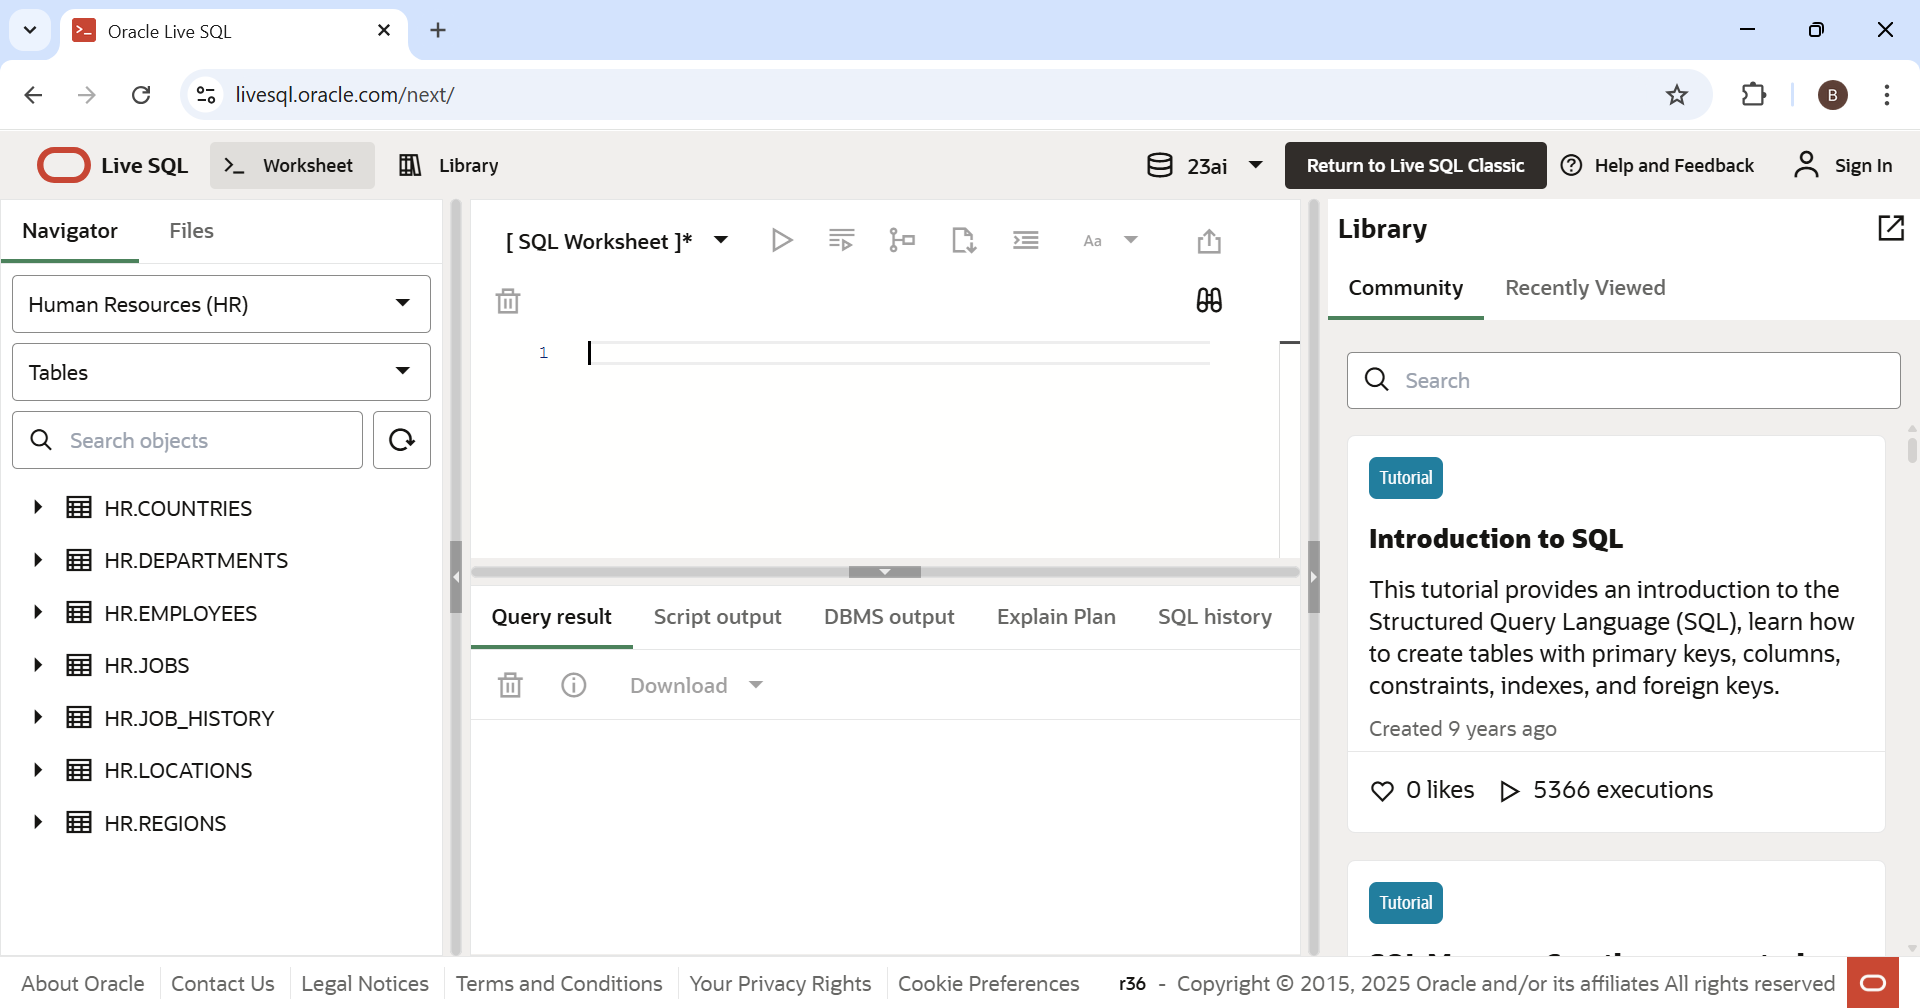 Oracle Live SQL
livesql.oracle.com/next/
B
Live SQL
Worksheet
Library
23ai
Return to Live SQL Classic
Help and Feedback
Sign In
Navigator
Files
Human Resources (HR)
Tables
Search objects
HR.COUNTRIES
HR.DEPARTMENTS
HR.EMPLOYEES
HR.JOBS
HR.JOB_HISTORY
HR.LOCATIONS
HR.REGIONS
[ SQL Worksheet ]*
Aa
1
Query result
Script output
DBMS output
Explain Plan
SQL history
Download
Library
Community
Recently Viewed
Search
Tutorial
Introduction to SQL
This tutorial provides an introduction to the
Structured Query Language (SQL), learn how
to create tables with primary keys, columns,
constraints, indexes, and foreign keys.
Created 9 years ago
0 likes
5366 executions
Tutorial
About Oracle
Contact Us
Legal Notices
Terms and Conditions
Your Privacy Rights
Cookie Preferences
r36 - Copyright © 2015, 2025 Oracle and/or its affiliates All rights reserved